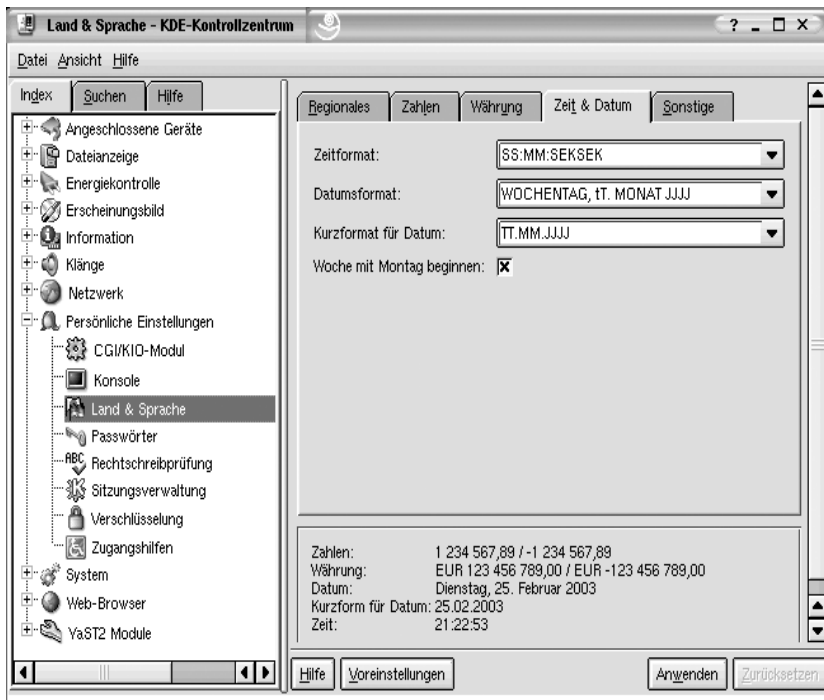 Land & Sprache - KDE-Kontrollzentrum
Datei Ansicht Hilfe
Index Suchen Hilfe
Angeschlossene Geräte
Dateianzeige
Energiekontrolle
Erscheinungsbild
Information
Klänge
Netzwerk
Persönliche Einstellungen
CGI/KIO-Modul
Konsole
Land & Sprache
Passwörter
ABC Rechtschreibprüfung
Sitzungsverwaltung
Verschlüsselung
Zugangshilfen
System
Web-Browser
YaST2 Module
Regionales Zahlen Währung Zeit & Datum Sonstige
Zeitformat: SS:MM:SEKSEK
Datumsformat: WOCHENTAG, tT. MONAT JJJJ
Kurzformat für Datum: TT.MM.JJJJ
Woche mit Montag beginnen:
Zahlen: 1 234 567,89 / -1 234 567,89
Währung: EUR 123 456 789,00 / EUR -123 456 789,00
Datum: Dienstag, 25. Februar 2003
Kurzform für Datum: 25.02.2003
Zeit: 21:22:53
Hilfe Voreinstellungen Anwenden Zurücksetzen